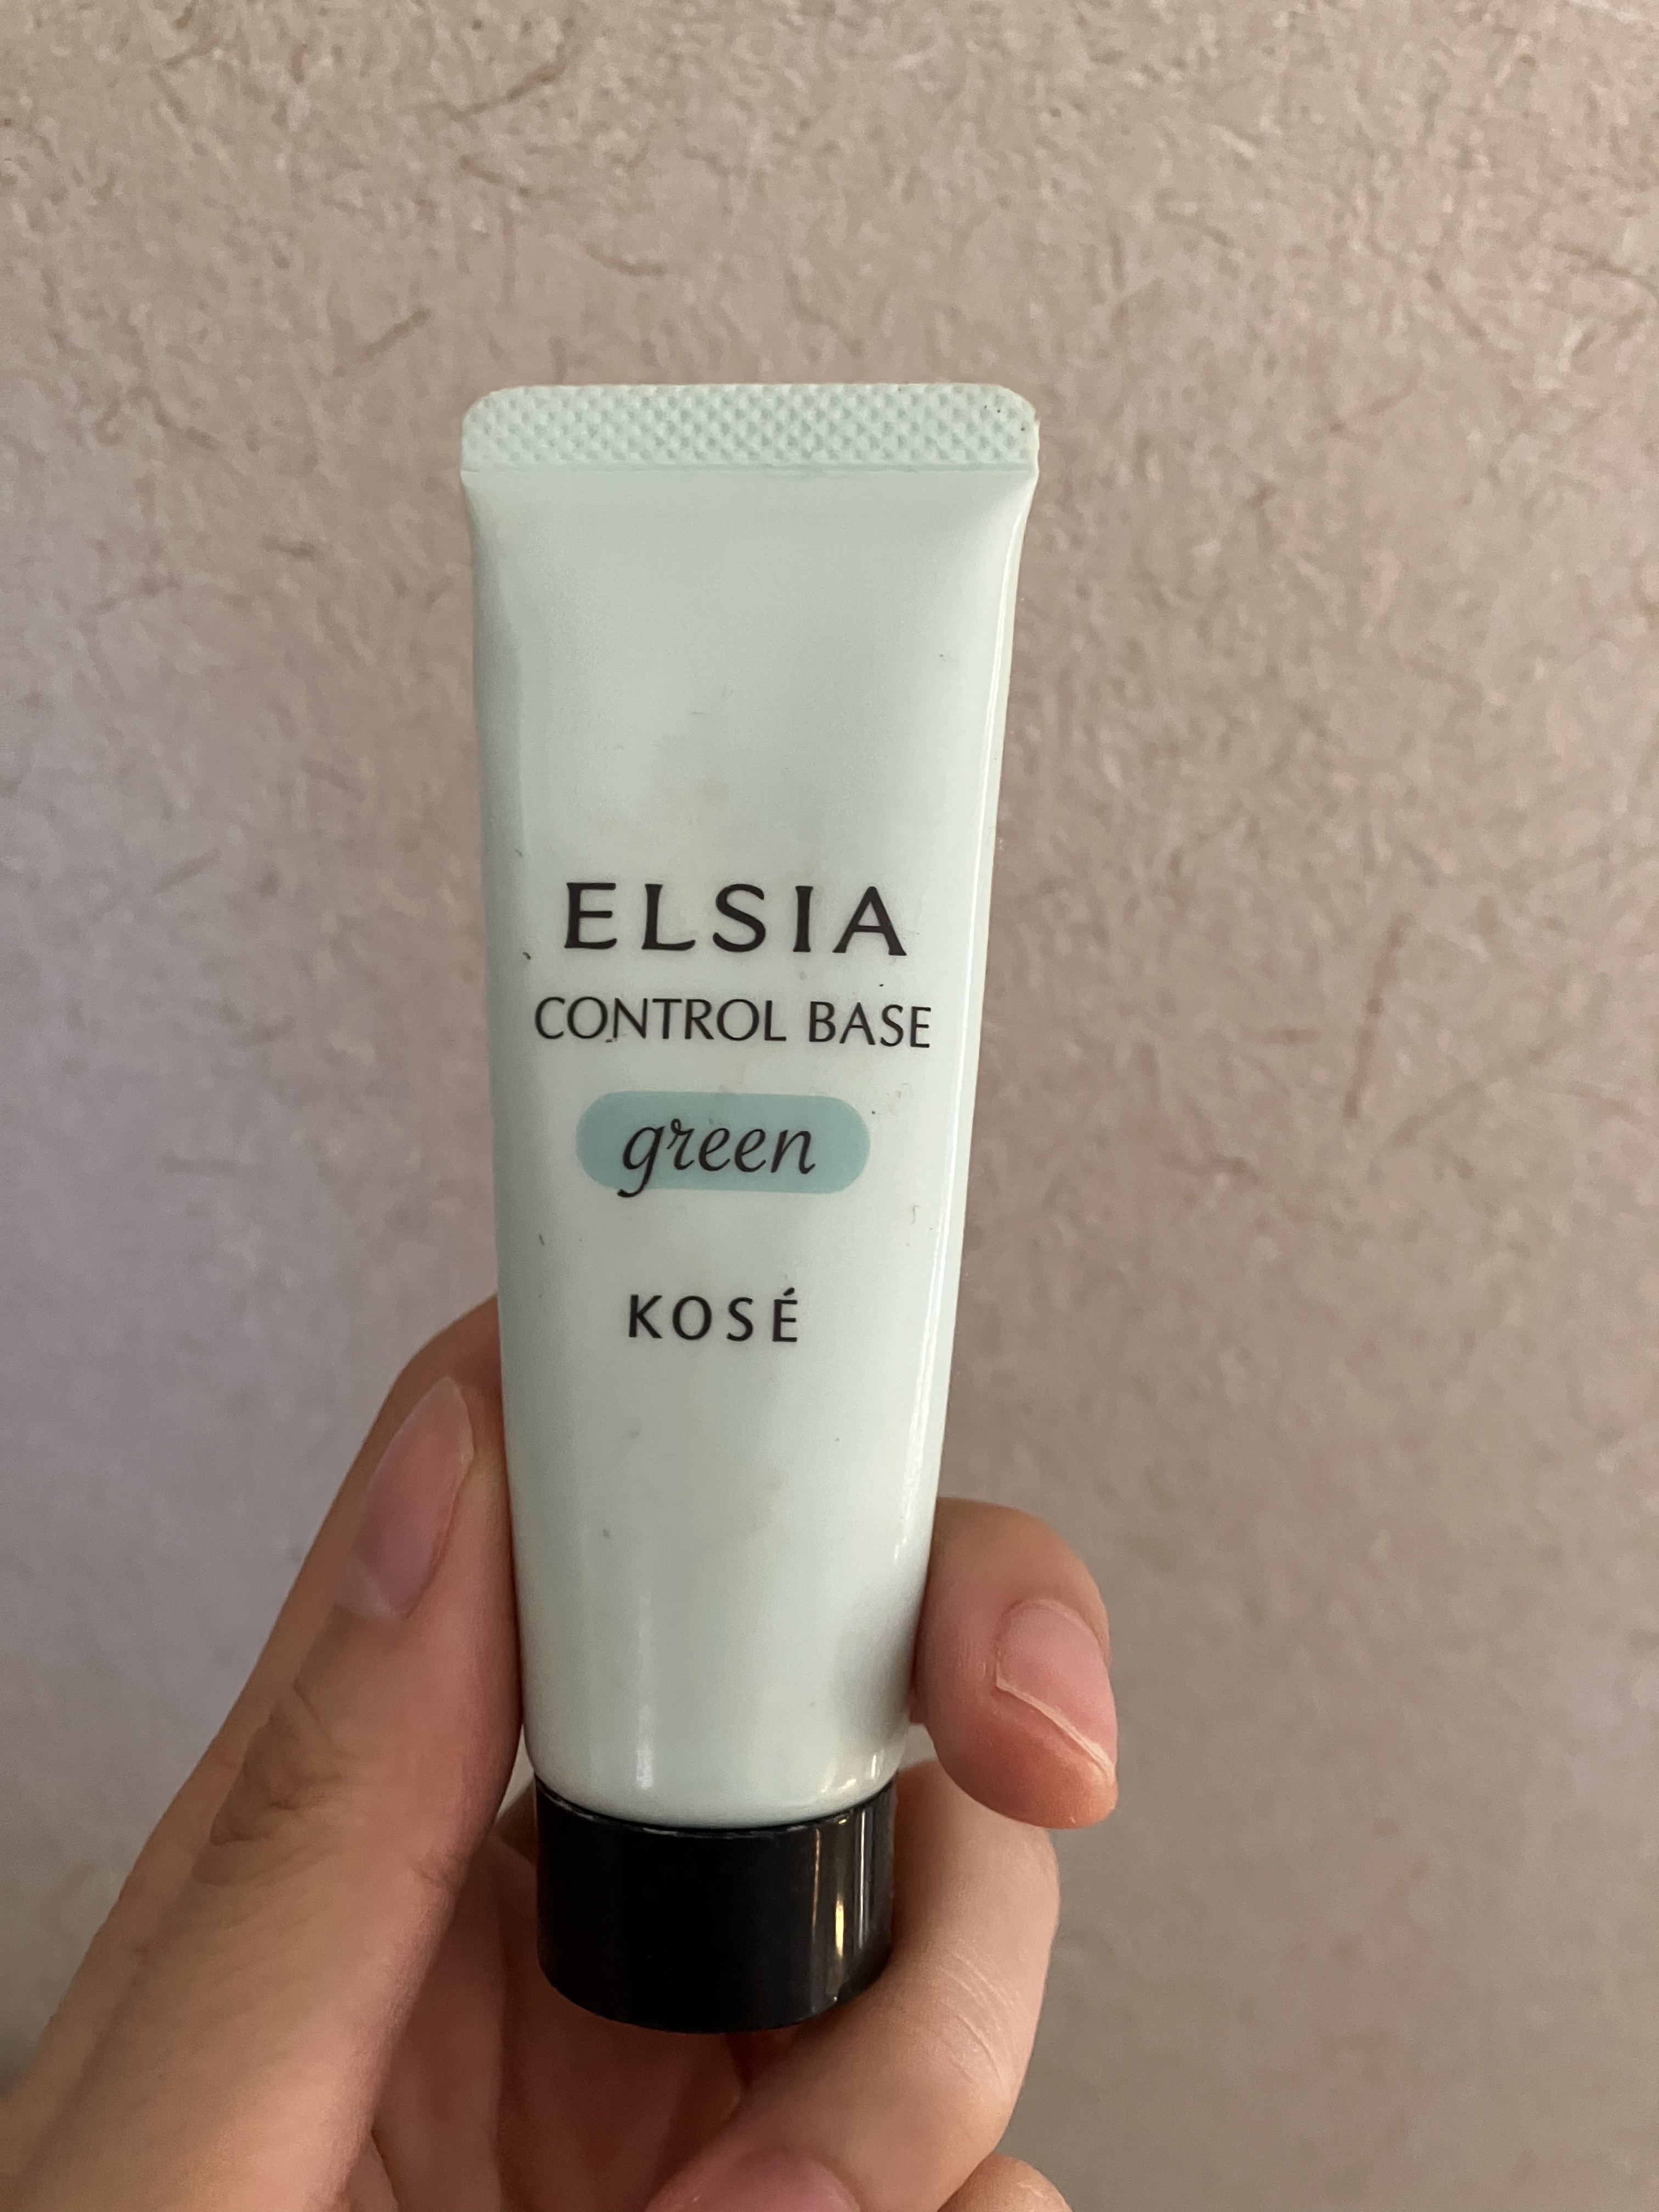 ELSIA
CONTROL BASE
green
KOSÉ